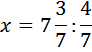 x = 7 3/7 : 4/7